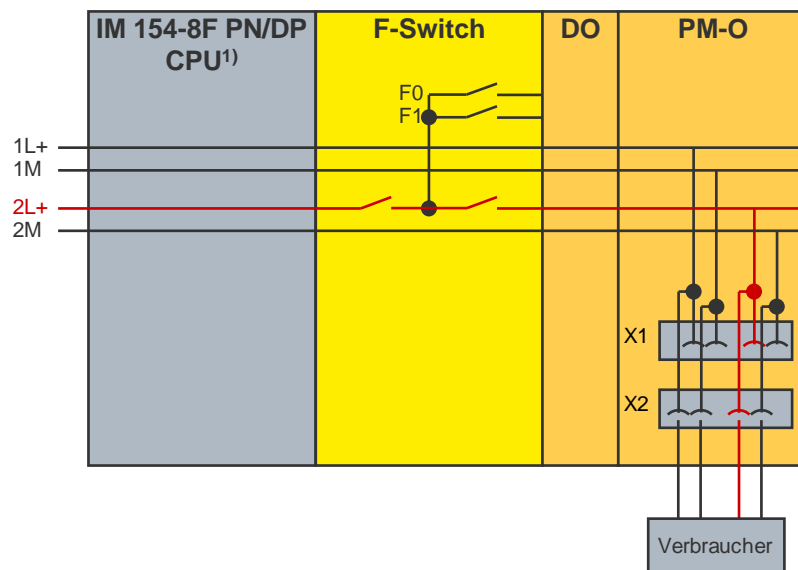 IM 154-8F PN/DP CPU¹⁾
F-Switch
DO
PM-O
F0
F1
1L+
1M
2L+
2M
X1
X2
Verbraucher